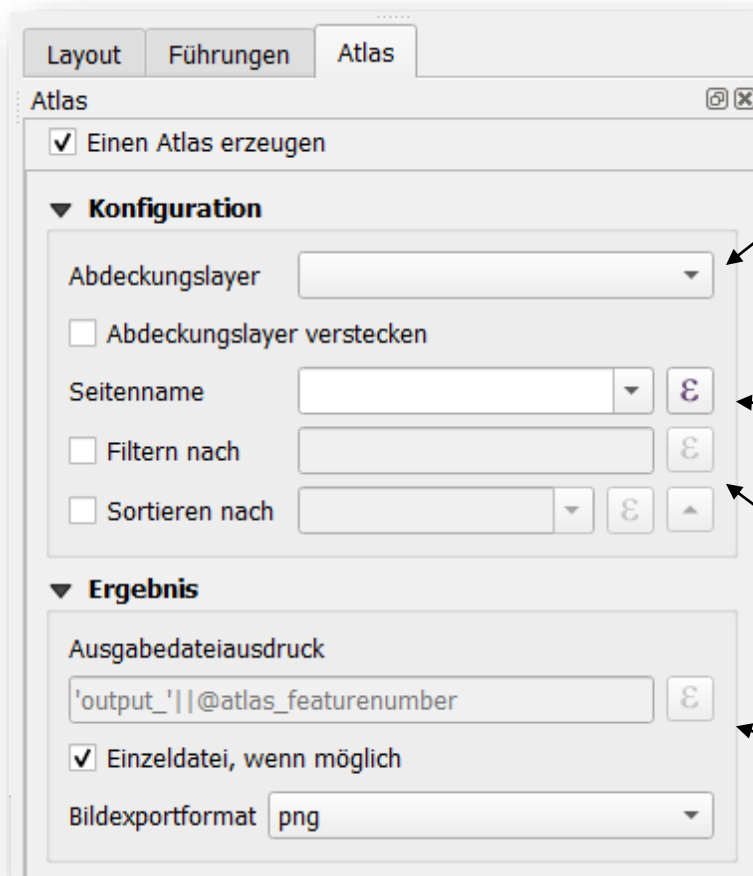 Layout Führungen Atlas
Atlas
Einen Atlas erzeugen
Konfiguration
Abdeckungslayer
Abdeckungslayer verstecken
Seitenname ε
Filtern nach ε
Sortieren nach ε
Ergebnis
Ausgabedateiausdruck
'output_'||@atlas_featurenumber ε
Einzeldatei, wenn möglich
Bildexportformat png